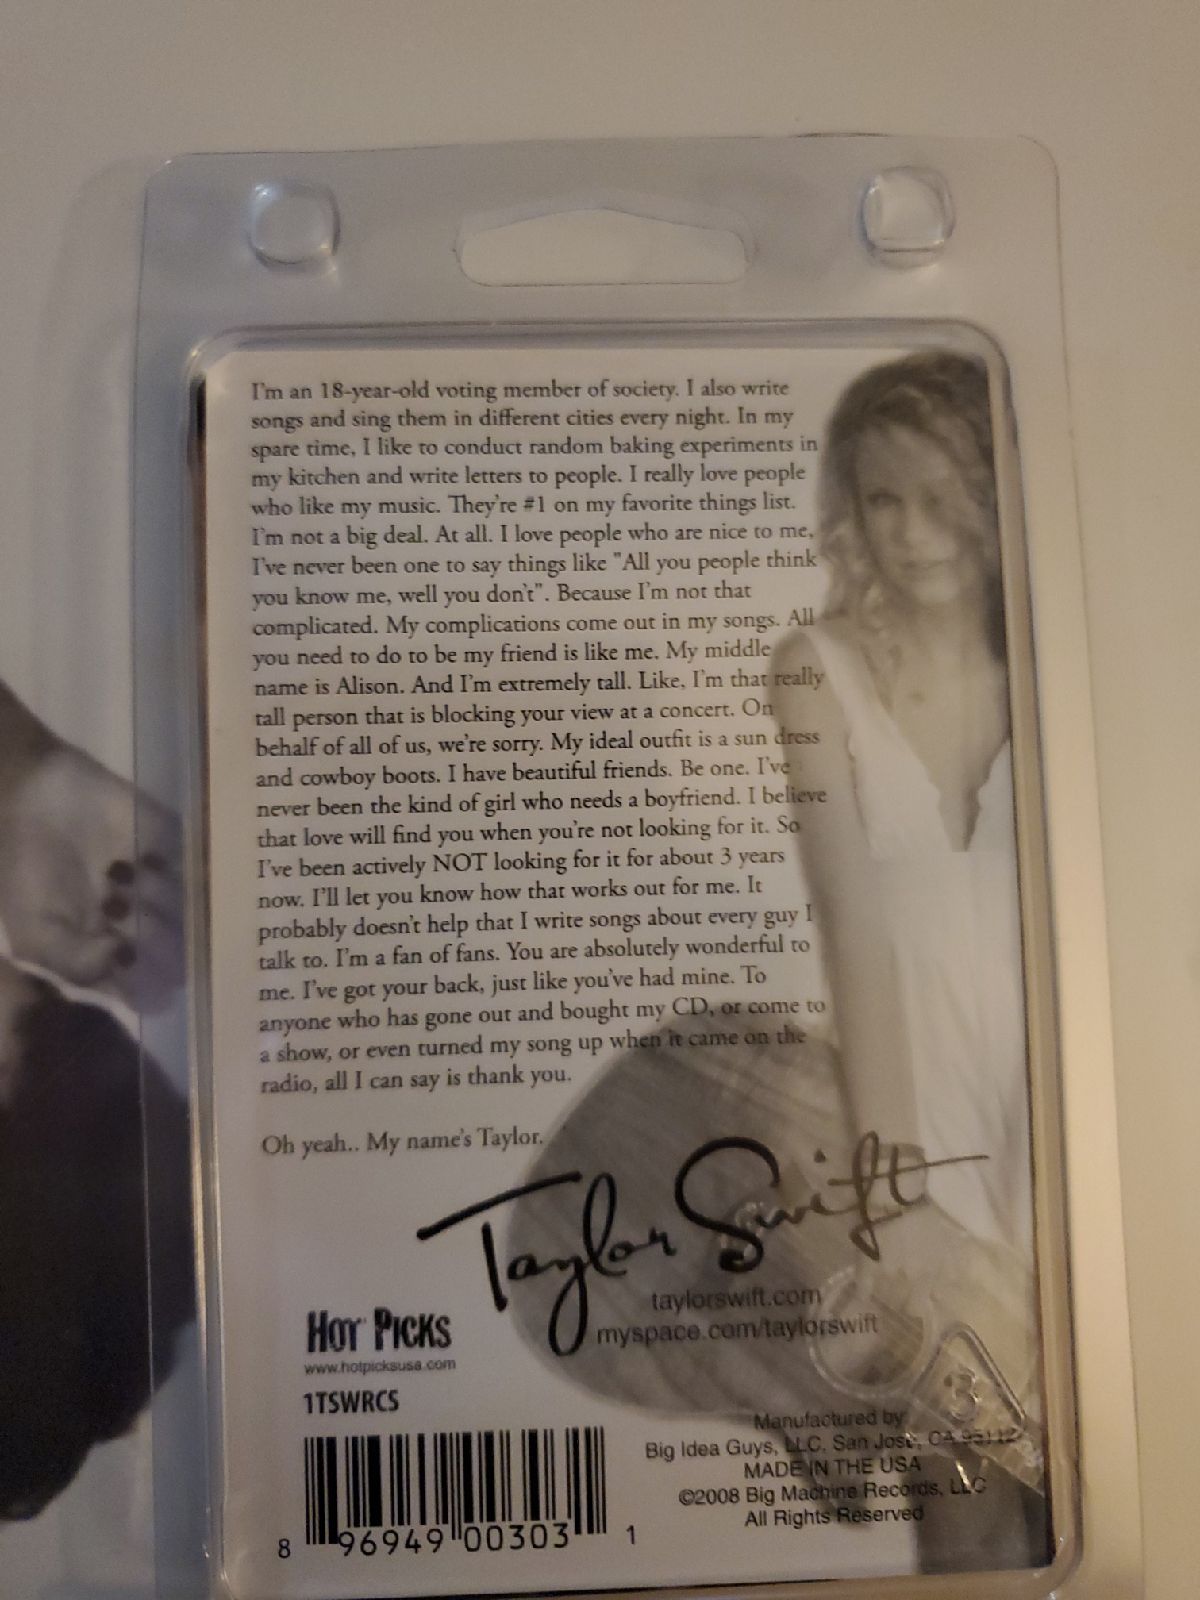 I'm an 18-year-old voting member of society. I also write
songs and sing them in different cities every night. In my
spare time, I like to conduct random baking experiments in
my kitchen and write letters to people. I really love people
who like my music. They're #1 on my favorite things list.
I'm not a big deal. At all. I love people who are nice to me,
I've never been one to say things like "All you people think
you know me, well you don't". Because I'm not that
complicated. My complications come out in my songs. All
you need to do to be my friend is like me. My middle
name is Alison. And I'm extremely tall. Like, I'm that really
tall person that is blocking your view at a concert. On
behalf of all of us, we're sorry. My ideal outfit is a sun dress
and cowboy boots. I have beautiful friends. Be one. I've
never been the kind of girl who needs a boyfriend. I believe
that love will find you when you're not looking for it. So
I've been actively NOT looking for it for about 3 years
now. I'll let you know how that works out for me. It
probably doesn't help that I write songs about every guy I
talk to. I'm a fan of fans. You are absolutely wonderful to
me. I've got your back, just like you've had mine. To
anyone who has gone out and bought my CD, or come to
a show, or even turned my song up when it came on the
radio, all I can say is thank you.
Oh yeah.. My name's Taylor.
Taylor Swift
taylorswift.com
myspace.com/taylorswift
HOT PICKS
www.hotpicksusa.com
1TSWRCS
8 96949 00303 1
3
Manufactured by
Big Idea Guys, LLC, San Jose, CA 95112
MADE IN THE USA
©2008 Big Machine Records, LLC
All Rights Reserved